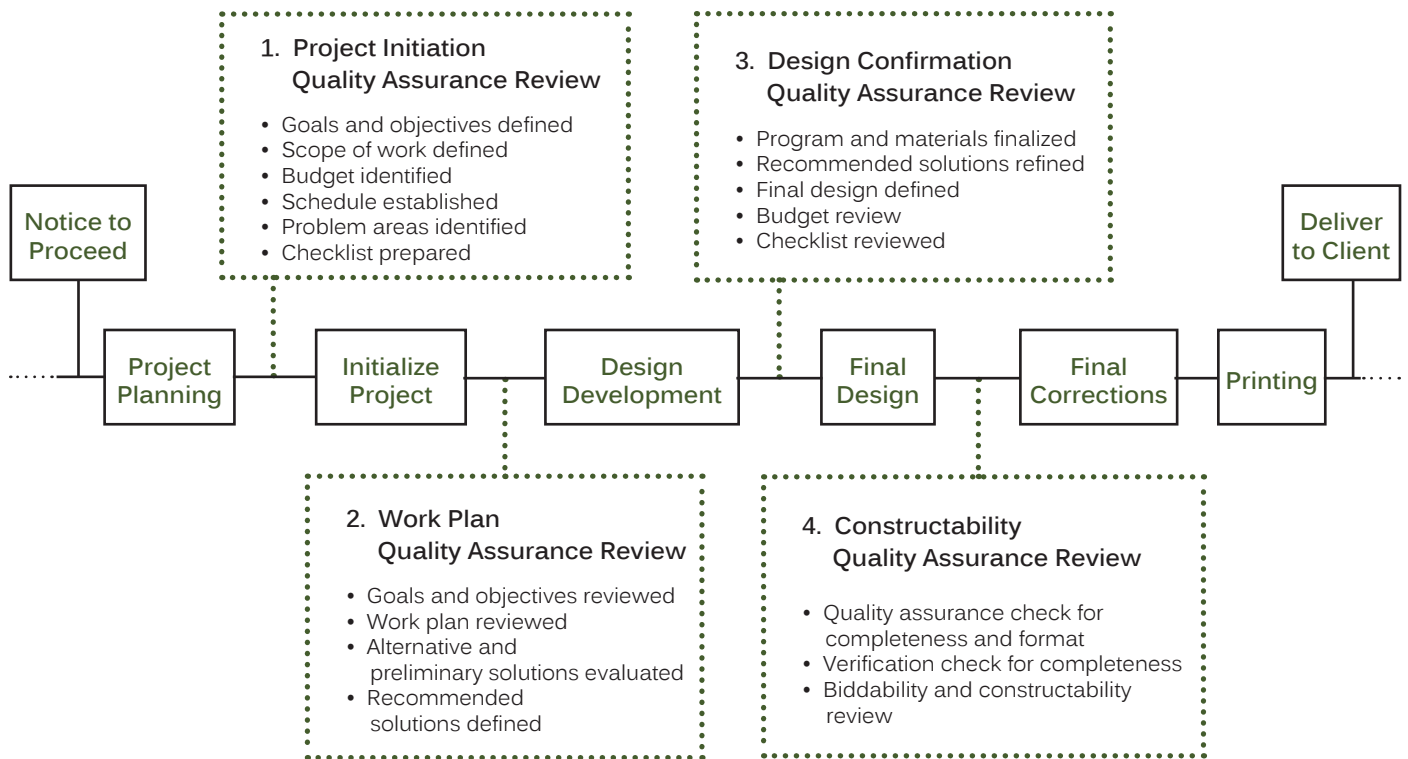 1. Project Initiation
Quality Assurance Review
• Goals and objectives defined
• Scope of work defined
• Budget identified
• Schedule established
• Problem areas identified
• Checklist prepared
3. Design Confirmation
Quality Assurance Review
• Program and materials finalized
• Recommended solutions refined
• Final design defined
• Budget review
• Checklist reviewed
Notice to
Proceed
Deliver
to Client
Project
Planning
Initialize
Project
Design
Development
Final
Design
Final
Corrections
Printing
2. Work Plan
Quality Assurance Review
• Goals and objectives reviewed
• Work plan reviewed
• Alternative and
preliminary solutions evaluated
• Recommended
solutions defined
4. Constructability
Quality Assurance Review
• Quality assurance check for
completeness and format
• Verification check for completeness
• Biddability and constructability
review